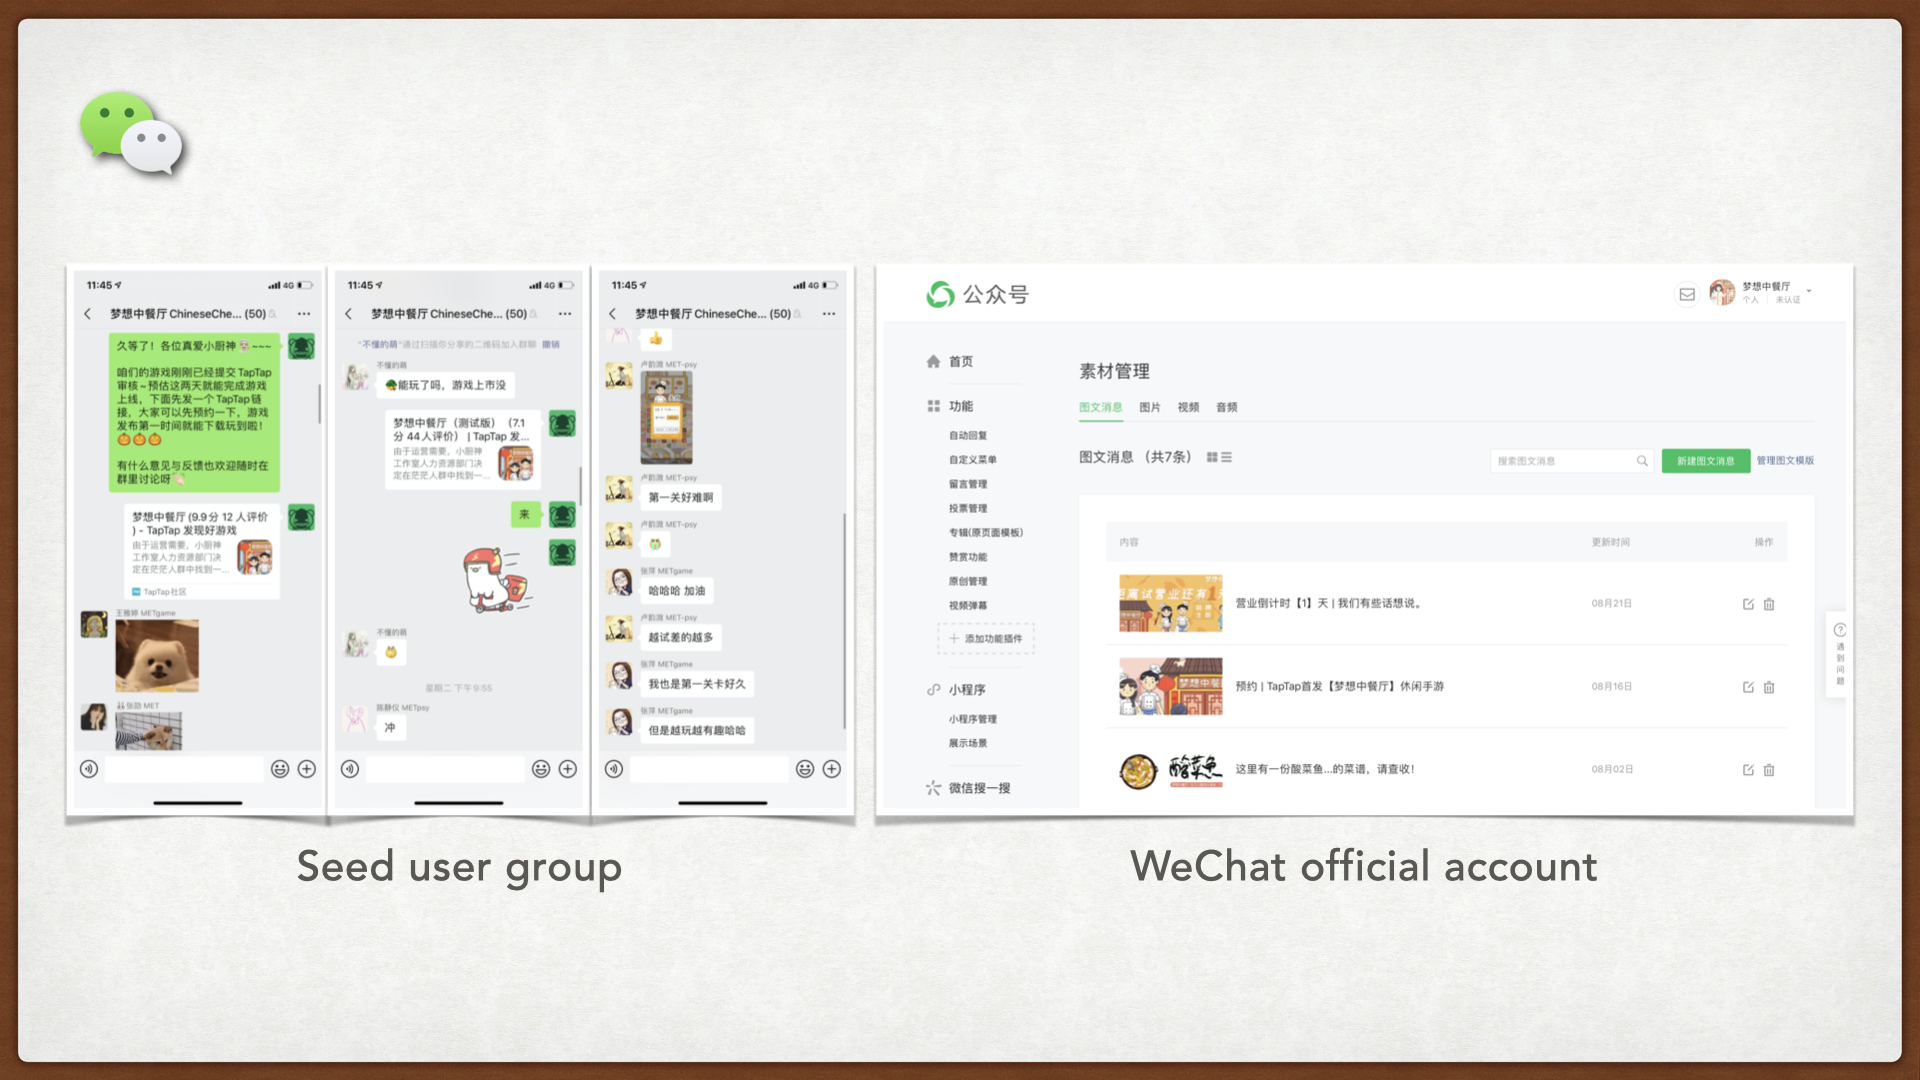 11:45
4G
梦想中餐厅 ChineseChe... (50)
久等了！各位真爱小厨神~~~
咱们的游戏刚刚已经提交 TapTap
审核~预估这两天就能完成游戏
上线，下面先发一个 TapTap 链
接，大家可以先预约一下，游戏
发布第一时间就能下载玩到啦！
有什么意见与反馈也欢迎随时在
群里讨论呀
梦想中餐厅 (9.9 分 12 人评价
) - TapTap 发现好游戏
由于运营需要，小厨神
工作室人力资源部门决
定在茫茫人群中找到一...
TapTap社区
王雅婷 METgame
张勋 MET
11:45
4G
梦想中餐厅 ChineseChe... (50)
"不懂的萌"通过扫描你分享的二维码加入群聊 撤销
不懂的萌
能玩了吗，游戏上市没
梦想中餐厅（测试版）（7.1
分 44 人评价） | TapTap 发...
由于运营需要，小厨神
工作室人力资源部门决
定在茫茫人群中找到一...
来
不懂的萌
星期二 下午 9:55
陈静仪 METpsy
冲
11:45
4G
梦想中餐厅 ChineseChe... (50)
MET-psy
MET-psy
第一关好难啊
MET-psy
张萍 METgame
哈哈哈 加油
MET-psy
越试差的越多
张萍 METgame
我也是第一关卡好久
张萍 METgame
但是越玩越有趣哈哈
Seed user group
公众号
梦想中餐厅
个人 | 未认证
首页
功能
自动回复
自定义菜单
留言管理
投票管理
专辑(原页面模板)
赞赏功能
原创管理
视频弹幕
添加功能插件
小程序
小程序管理
展示场景
微信搜一搜
素材管理
图文消息 图片 视频 音频
图文消息 （共7条）
搜索图文消息
新建图文消息
管理图文模版
内容 更新时间 操作
营业倒计时【1】天 | 我们有些话想说。 08月21日
预约 | TapTap首发【梦想中餐厅】休闲手游 08月16日
酸菜鱼
这里有一份酸菜鱼...的菜谱，请查收！ 08月02日
遇到问题
WeChat official account